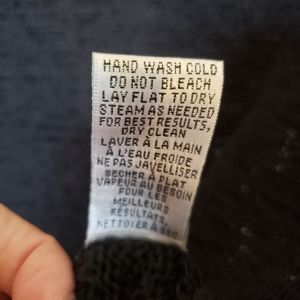 HAND WASH COLD
DO NOT BLEACH
LAY FLAT TO DRY
STEAM AS NEEDED
FOR BEST RESULTS,
DRY CLEAN
LAVER À LA MAIN
À L'EAU FROIDE
NE PAS JAVELLISER
SECHER À PLAT
VAPEUR AU BESOIN
POUR LES
MEILLEURS
RÉSULTATS,
NETTOYER À SEC